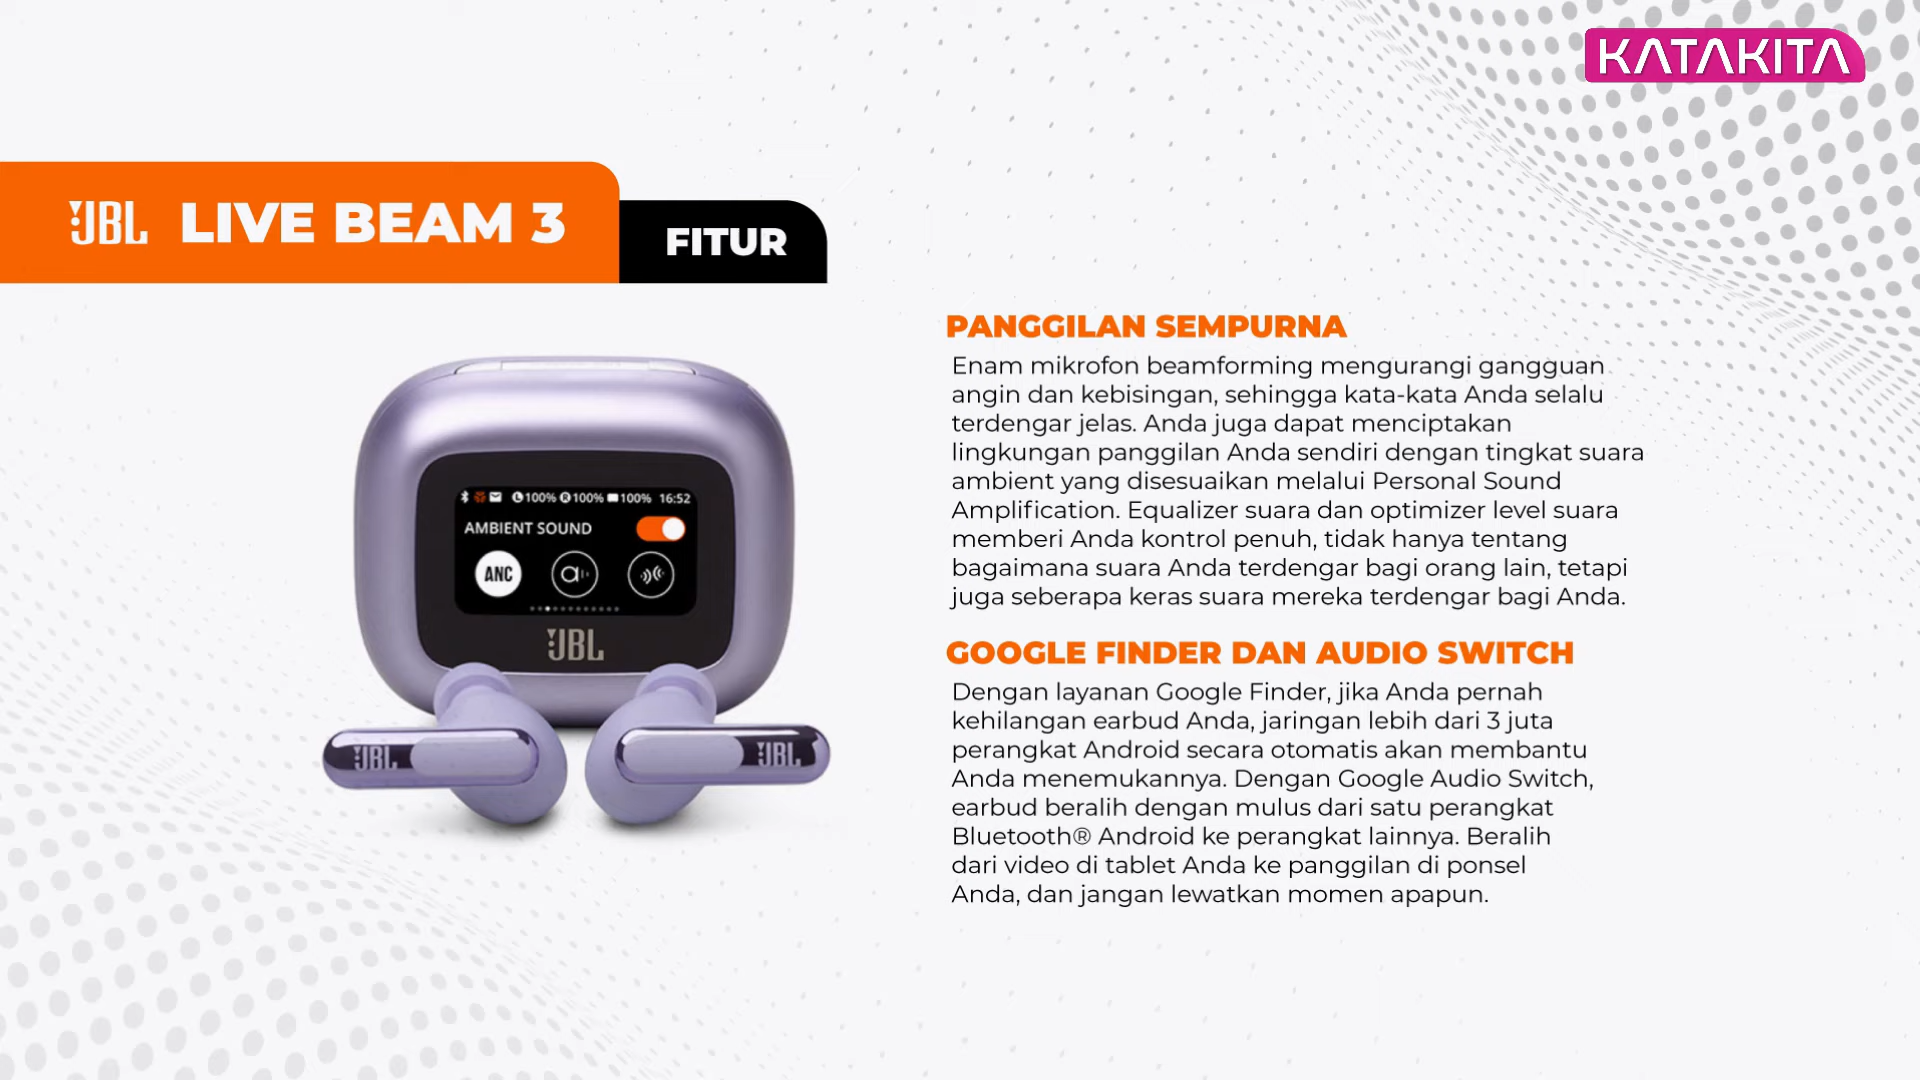 KATAKITA
JBL LIVE BEAM 3
FITUR
PANGGILAN SEMPURNA
Enam mikrofon beamforming mengurangi gangguan
angin dan kebisingan, sehingga kata-kata Anda selalu
terdengar jelas. Anda juga dapat menciptakan
lingkungan panggilan Anda sendiri dengan tingkat suara
ambient yang disesuaikan melalui Personal Sound
Amplification. Equalizer suara dan optimizer level suara
memberi Anda kontrol penuh, tidak hanya tentang
bagaimana suara Anda terdengar bagi orang lain, tetapi
juga seberapa keras suara mereka terdengar bagi Anda.
GOOGLE FINDER DAN AUDIO SWITCH
Dengan layanan Google Finder, jika Anda pernah
kehilangan earbud Anda, jaringan lebih dari 3 juta
perangkat Android secara otomatis akan membantu
Anda menemukannya. Dengan Google Audio Switch,
earbud beralih dengan mulus dari satu perangkat
Bluetooth® Android ke perangkat lainnya. Beralih
dari video di tablet Anda ke panggilan di ponsel
Anda, dan jangan lewatkan momen apapun.
L 100% R 100% 100% 16:52
AMBIENT SOUND
ANC
JBL
JBL
JBL